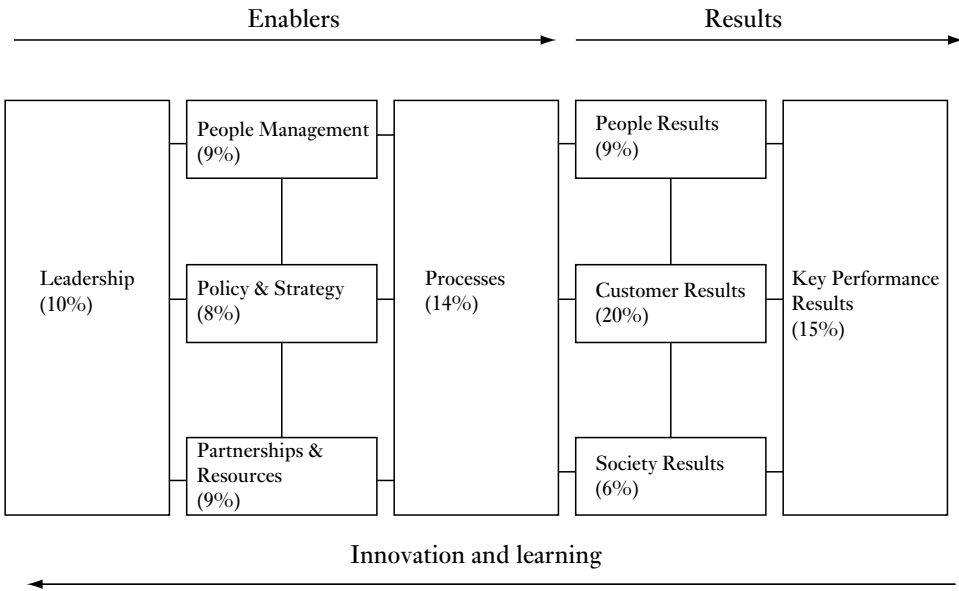 Enablers
Results
Leadership
(10%)
People Management
(9%)
Policy & Strategy
(8%)
Partnerships &
Resources
(9%)
Processes
(14%)
People Results
(9%)
Customer Results
(20%)
Society Results
(6%)
Key Performance
Results
(15%)
Innovation and learning